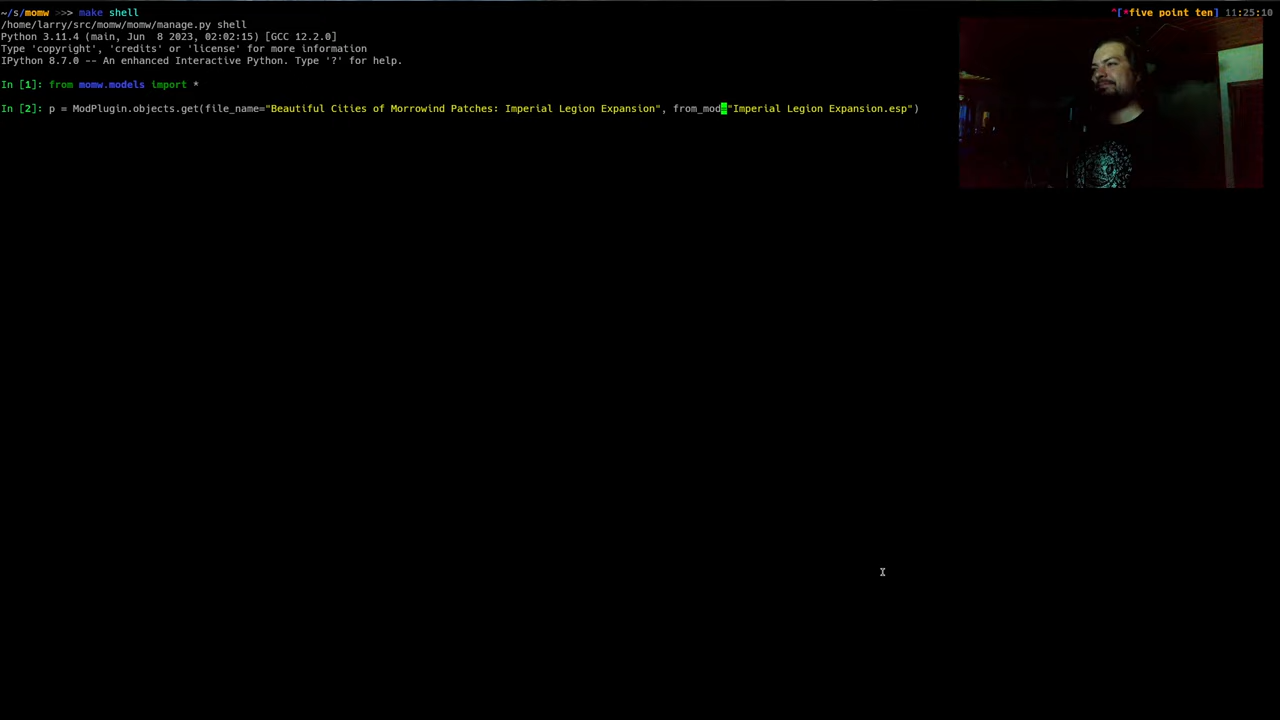 ~/s/momw >>> make shell ^[*five point ten] 11:25:10
/home/larry/src/momw/momw/manage.py shell
Python 3.11.4 (main, Jun  8 2023, 02:02:15) [GCC 12.2.0]
Type 'copyright', 'credits' or 'license' for more information
IPython 8.7.0 -- An enhanced Interactive Python. Type '?' for help.
In [1]: from momw.models import *
In [2]: p = ModPlugin.objects.get(file_name="Beautiful Cities of Morrowind Patches: Imperial Legion Expansion", from_mod="Imperial Legion Expansion.esp")